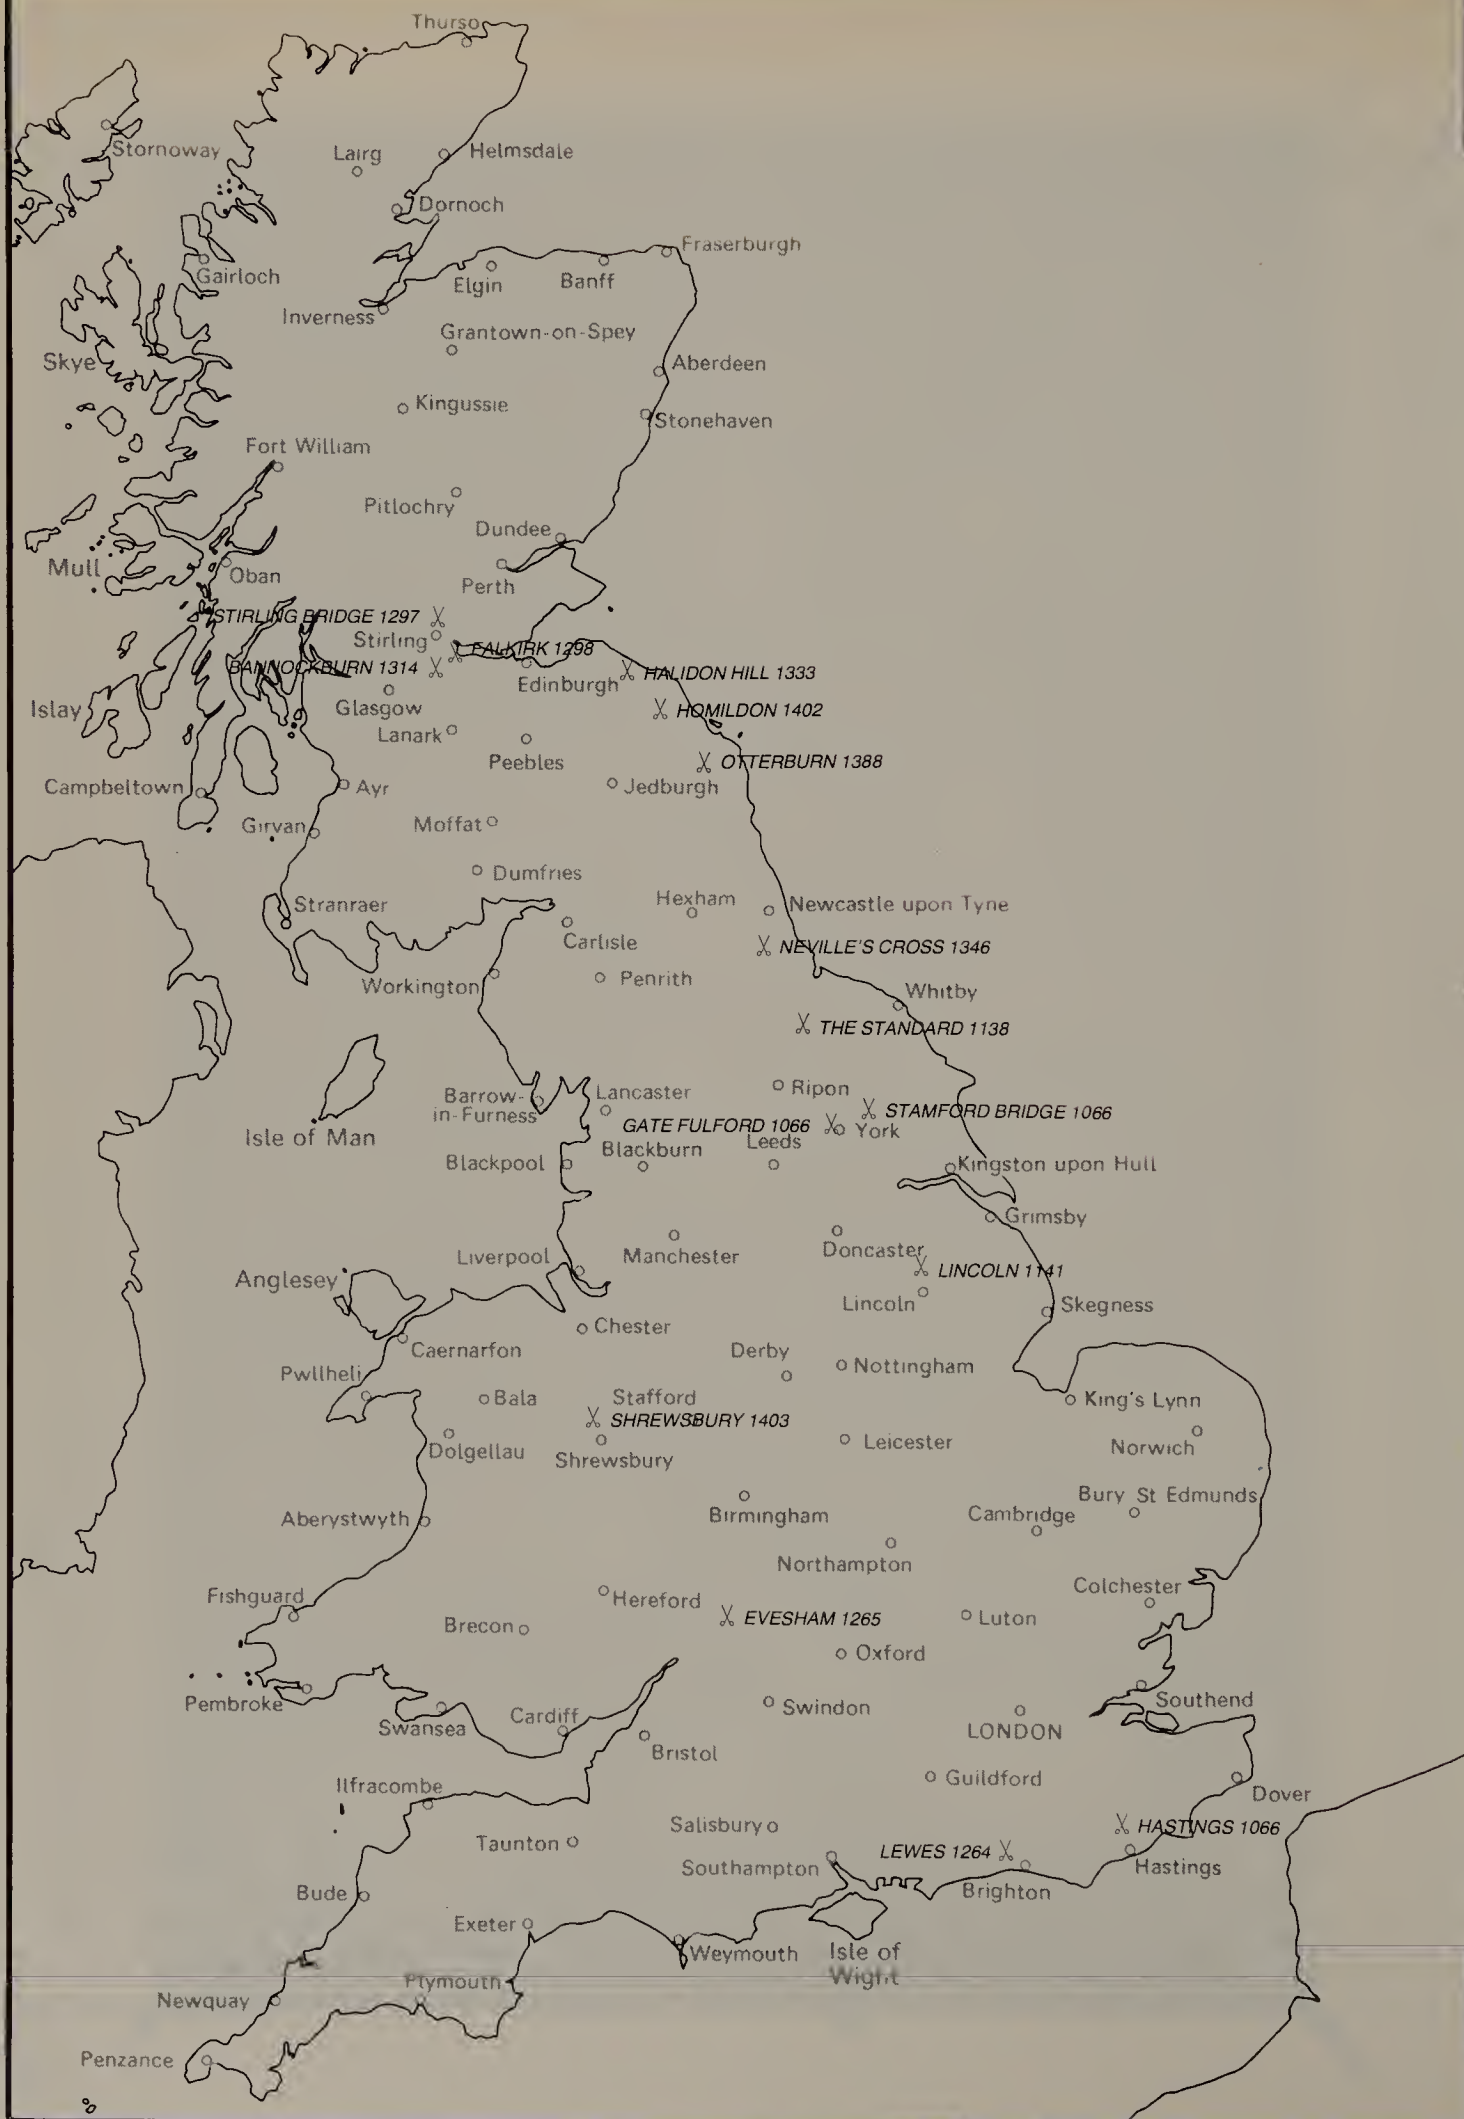 Thurso
Stornoway
Lairg
Helmsdale
Dornoch
Fraserburgh
Gairloch
Elgin
Banff
Inverness
Grantown-on-Spey
Skye
Aberdeen
Kingussie
Stonehaven
Fort William
Pitlochry
Dundee
Mull
Oban
Perth
STIRLING BRIDGE 1297
Stirling
FALKIRK 1298
BANNOCKBURN 1314
HALIDON HILL 1333
Edinburgh
Islay
Glasgow
HOMILDON 1402
Lanark
Peebles
OTTERBURN 1388
Campbeltown
Ayr
Jedburgh
Girvan
Moffat
Dumfries
Stranraer
Hexham
Newcastle upon Tyne
Carlisle
NEVILLE'S CROSS 1346
Workington
Penrith
Whitby
THE STANDARD 1138
Barrow-
in-Furness
Lancaster
Ripon
STAMFORD BRIDGE 1066
GATE FULFORD 1066
York
Isle of Man
Blackpool
Blackburn
Leeds
Kingston upon Hull
Grimsby
Liverpool
Manchester
Doncaster
LINCOLN 1141
Anglesey
Lincoln
Skegness
Chester
Caernarfon
Derby
Nottingham
Pwllheli
Bala
Stafford
King's Lynn
SHREWSBURY 1403
Dolgellau
Shrewsbury
Leicester
Norwich
Aberystwyth
Birmingham
Cambridge
Bury St Edmunds
Northampton
Fishguard
Hereford
Colchester
Brecon
EVESHAM 1265
Luton
Oxford
Pembroke
Swansea
Cardiff
Swindon
LONDON
Southend
Bristol
Ilfracombe
Guildford
Dover
Taunton
Salisbury
HASTINGS 1066
Southampton
LEWES 1264
Hastings
Bude
Brighton
Exeter
Weymouth
Isle of
Wight
Plymouth
Newquay
Penzance